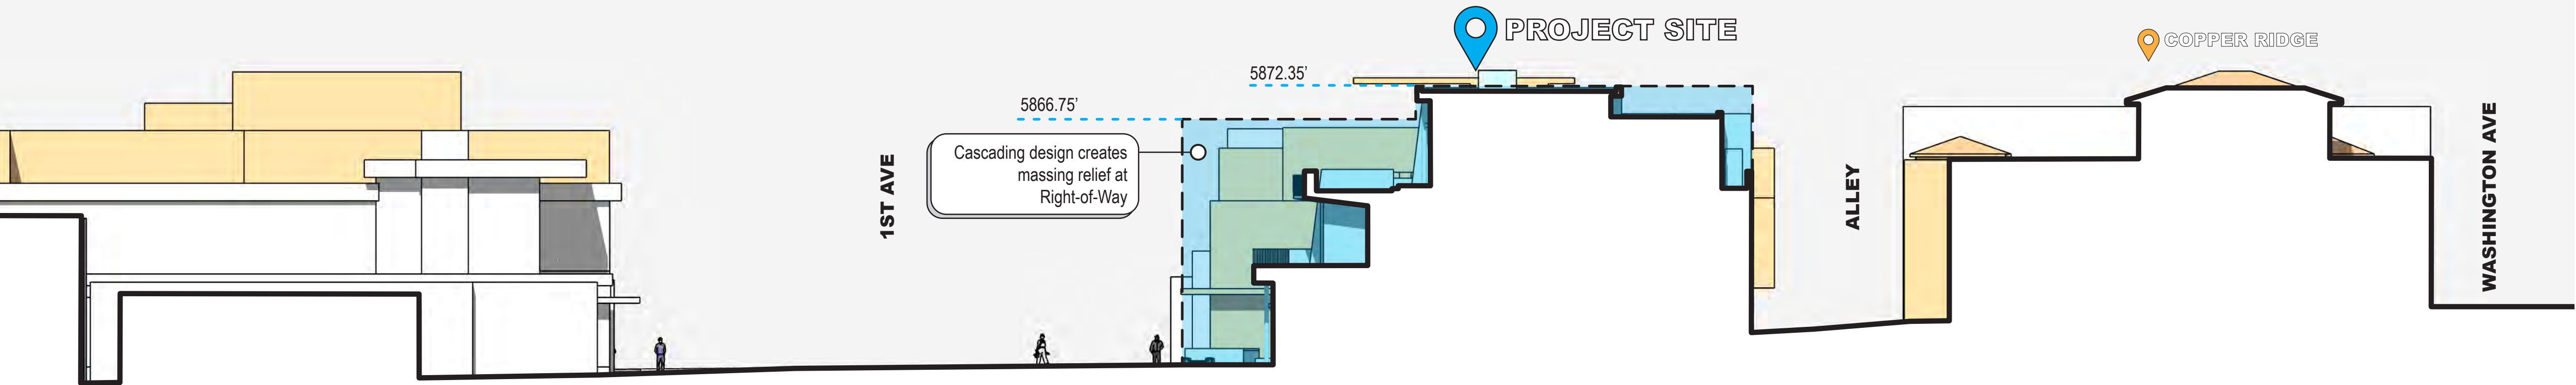 PROJECT SITE
COPPER RIDGE
5872.35’
5866.75’
Cascading design creates
massing relief at
Right-of-Way
1ST AVE
ALLEY
WASHINGTON AVE